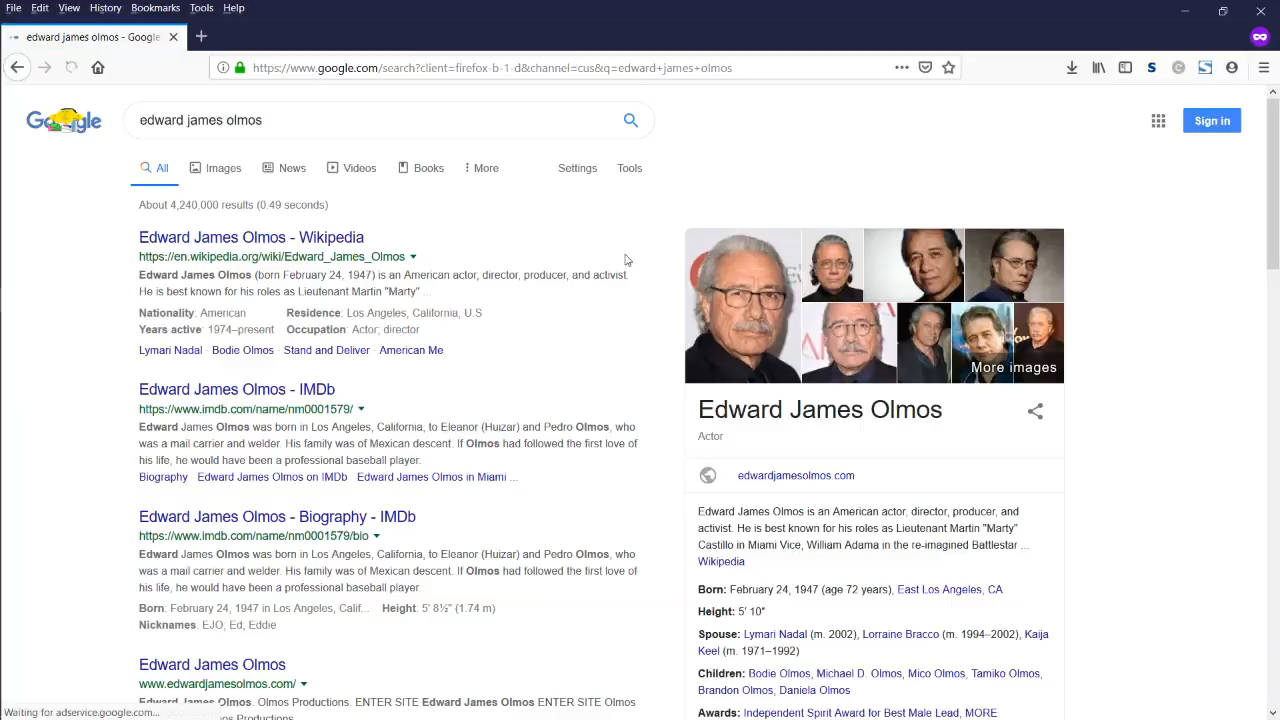 File Edit View History Bookmarks Tools Help
edward james olmos - Google
https://www.google.com/search?client=firefox-b-1-d&channel=cus&q=edward+james+olmos
Google
edward james olmos
Sign in
All Images News Videos Books More Settings Tools
About 4,240,000 results (0.49 seconds)
Edward James Olmos - Wikipedia
https://en.wikipedia.org/wiki/Edward_James_Olmos
Edward James Olmos (born February 24, 1947) is an American actor, director, producer, and activist.
He is best known for his roles as Lieutenant Martin "Marty" ...
Nationality: American Residence: Los Angeles, California, U.S
Years active: 1974–present Occupation: Actor; director
Lymari Nadal · Bodie Olmos · Stand and Deliver · American Me
Edward James Olmos - IMDb
https://www.imdb.com/name/nm0001579/
Edward James Olmos was born in Los Angeles, California, to Eleanor (Huizar) and Pedro Olmos, who
was a mail carrier and welder. His family was of Mexican descent. If Olmos had followed the first love of
his life, he would have been a professional baseball player.
Biography Edward James Olmos on IMDb Edward James Olmos in Miami ...
Edward James Olmos - Biography - IMDb
https://www.imdb.com/name/nm0001579/bio
Edward James Olmos was born in Los Angeles, California, to Eleanor (Huizar) and Pedro Olmos, who
was a mail carrier and welder. His family was of Mexican descent. If Olmos had followed the first love of
his life, he would have been a professional baseball player
Born: February 24, 1947 in Los Angeles, Calif... Height: 5' 8½" (1.74 m)
Nicknames: EJO; Ed, Eddie
Edward James Olmos
www.edwardjamesolmos.com/
Edward James Olmos. Olmos Productions. ENTER SITE Edward James Olmos ENTER SITE Olmos
Productions.
Waiting for adservice.google.com...
More images
Edward James Olmos
Actor
edwardjamesolmos.com
Edward James Olmos is an American actor, director, producer, and
activist. He is best known for his roles as Lieutenant Martin "Marty"
Castillo in Miami Vice, William Adama in the re-imagined Battlestar ...
Wikipedia
Born: February 24, 1947 (age 72 years), East Los Angeles, CA
Height: 5' 10"
Spouse: Lymari Nadal (m. 2002), Lorraine Bracco (m. 1994–2002), Kaija
Keel (m. 1971–1992)
Children: Bodie Olmos, Michael D. Olmos, Mico Olmos, Tamiko Olmos,
Brandon Olmos, Daniela Olmos
Awards: Independent Spirit Award for Best Male Lead, MORE